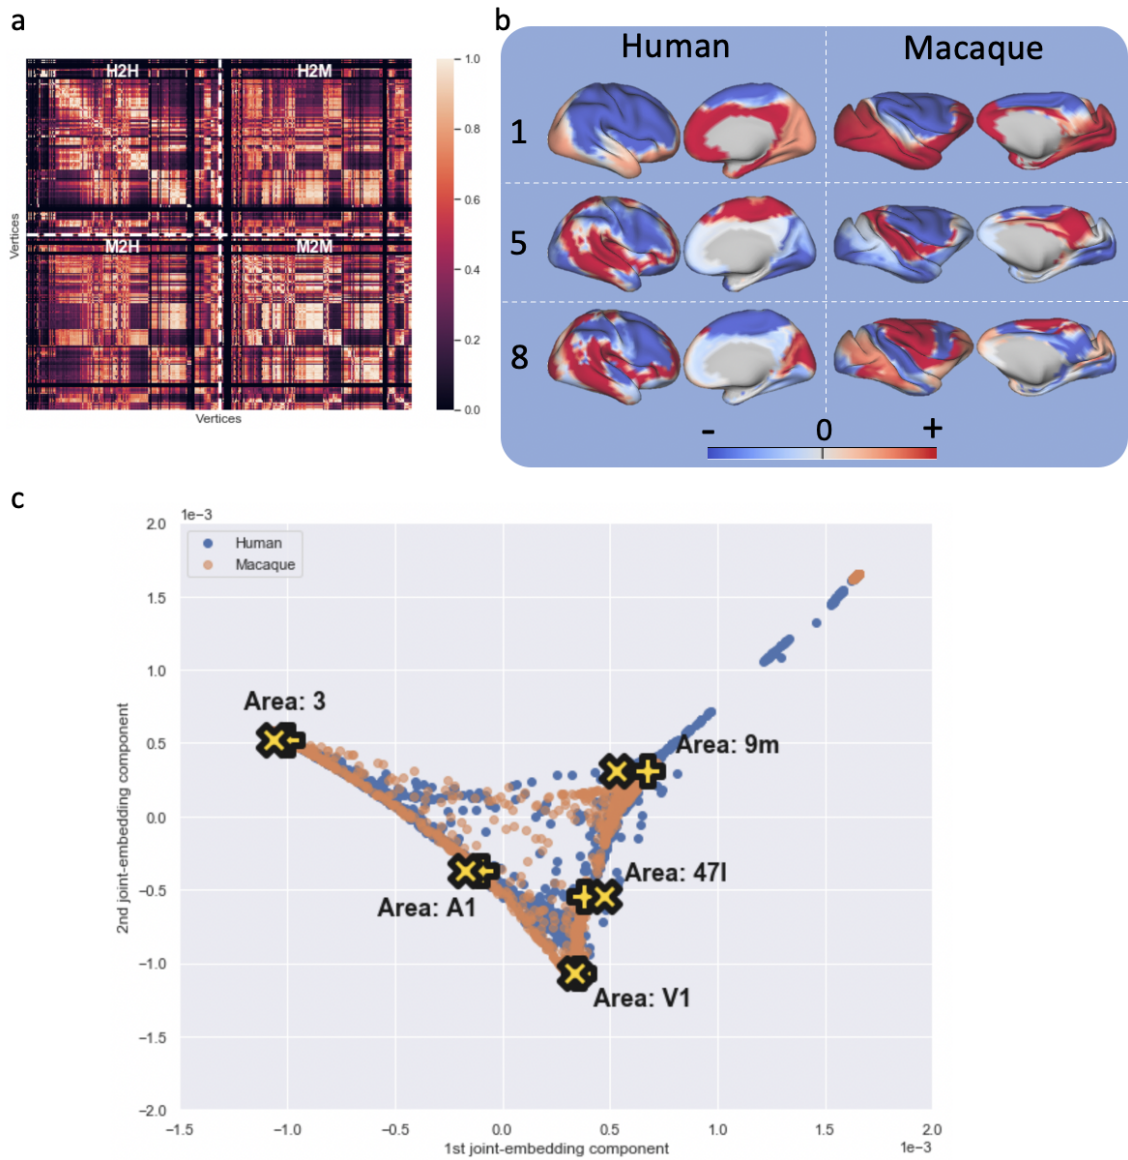 a
H2H
H2M
M2H
M2M
Vertices
Vertices
1.0
0.8
0.6
0.4
0.2
0.0
b
Human
Macaque
1
5
8
-
0
+
c
1e−3
2.0
1.5
1.0
0.5
0.0
−0.5
−1.0
−1.5
−2.0
Human
Macaque
Area: 3
Area: 9m
Area: 47l
Area: A1
Area: V1
2nd joint-embedding component
−1.5
−1.0
−0.5
0.0
0.5
1.0
1.5
2.0
1st joint-embedding component
1e−3